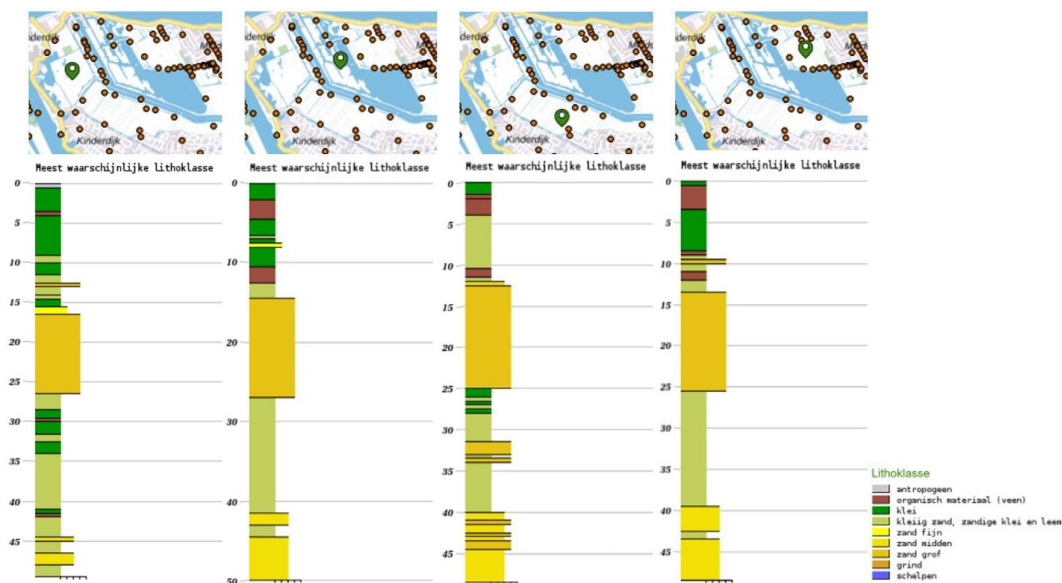 nderdijk
Kinderdijk
Kinderdijk
Kinderdijk
Kinderdijk
Meest waarschijnlijke lithoklasse
Meest waarschijnlijke lithoklasse
Meest waarschijnlijke lithoklasse
Meest waarschijnlijke lithoklasse
0
5
10
15
20
25
30
35
40
45
0
10
20
30
40
50
0
5
10
15
20
25
30
35
40
45
0
5
10
15
20
25
30
35
40
45
Lithoklasse
antropogeen
organisch materiaal (veen)
klei
kleiig zand, zandige klei en leem
zand fijn
zand midden
zand grof
grind
schelpen